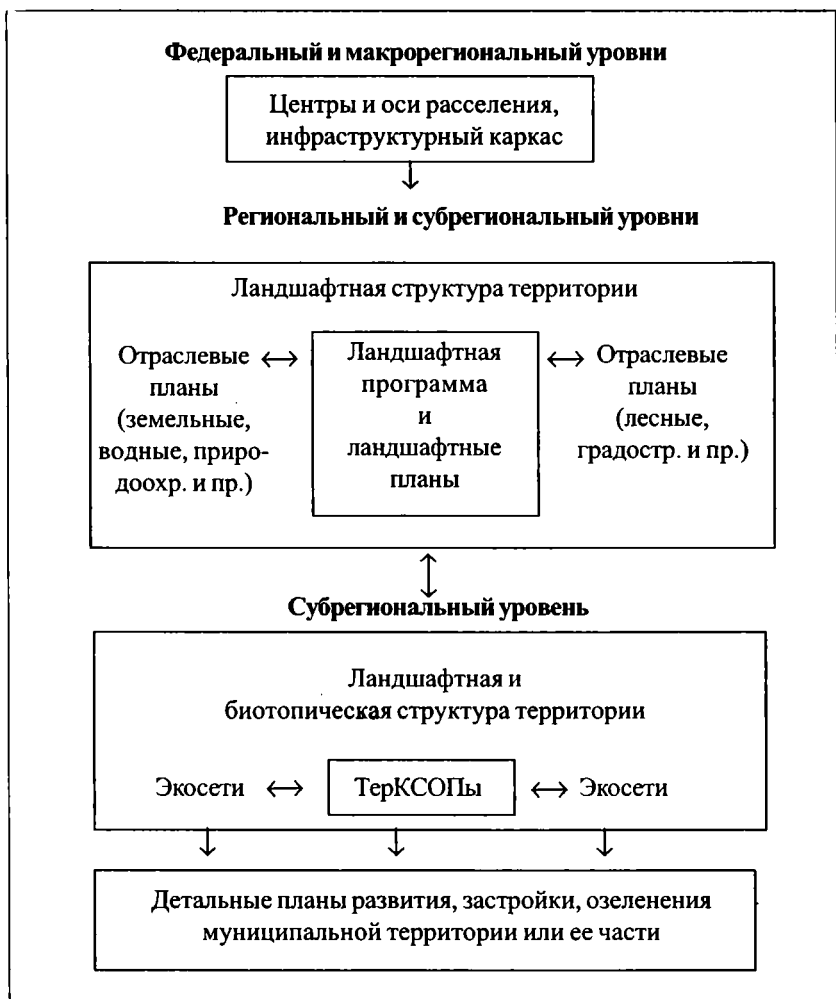 Федеральный и макрорегиональный уровни
Центры и оси расселения,
инфраструктурный каркас
Региональный и субрегиональный уровни
Ландшафтная структура территории
Отраслевые
планы
(земельные,
водные, приро-
доохр. и пр.)
Ландшафтная
программа
и
ландшафтные
планы
Отраслевые
планы
(лесные,
градостр. и пр.)
Субрегиональный уровень
Ландшафтная и
биотопическая структура территории
Экосети ↔ ТерКСОПы ↔ Экосети
Детальные планы развития, застройки, озеленения
муниципальной территории или ее части